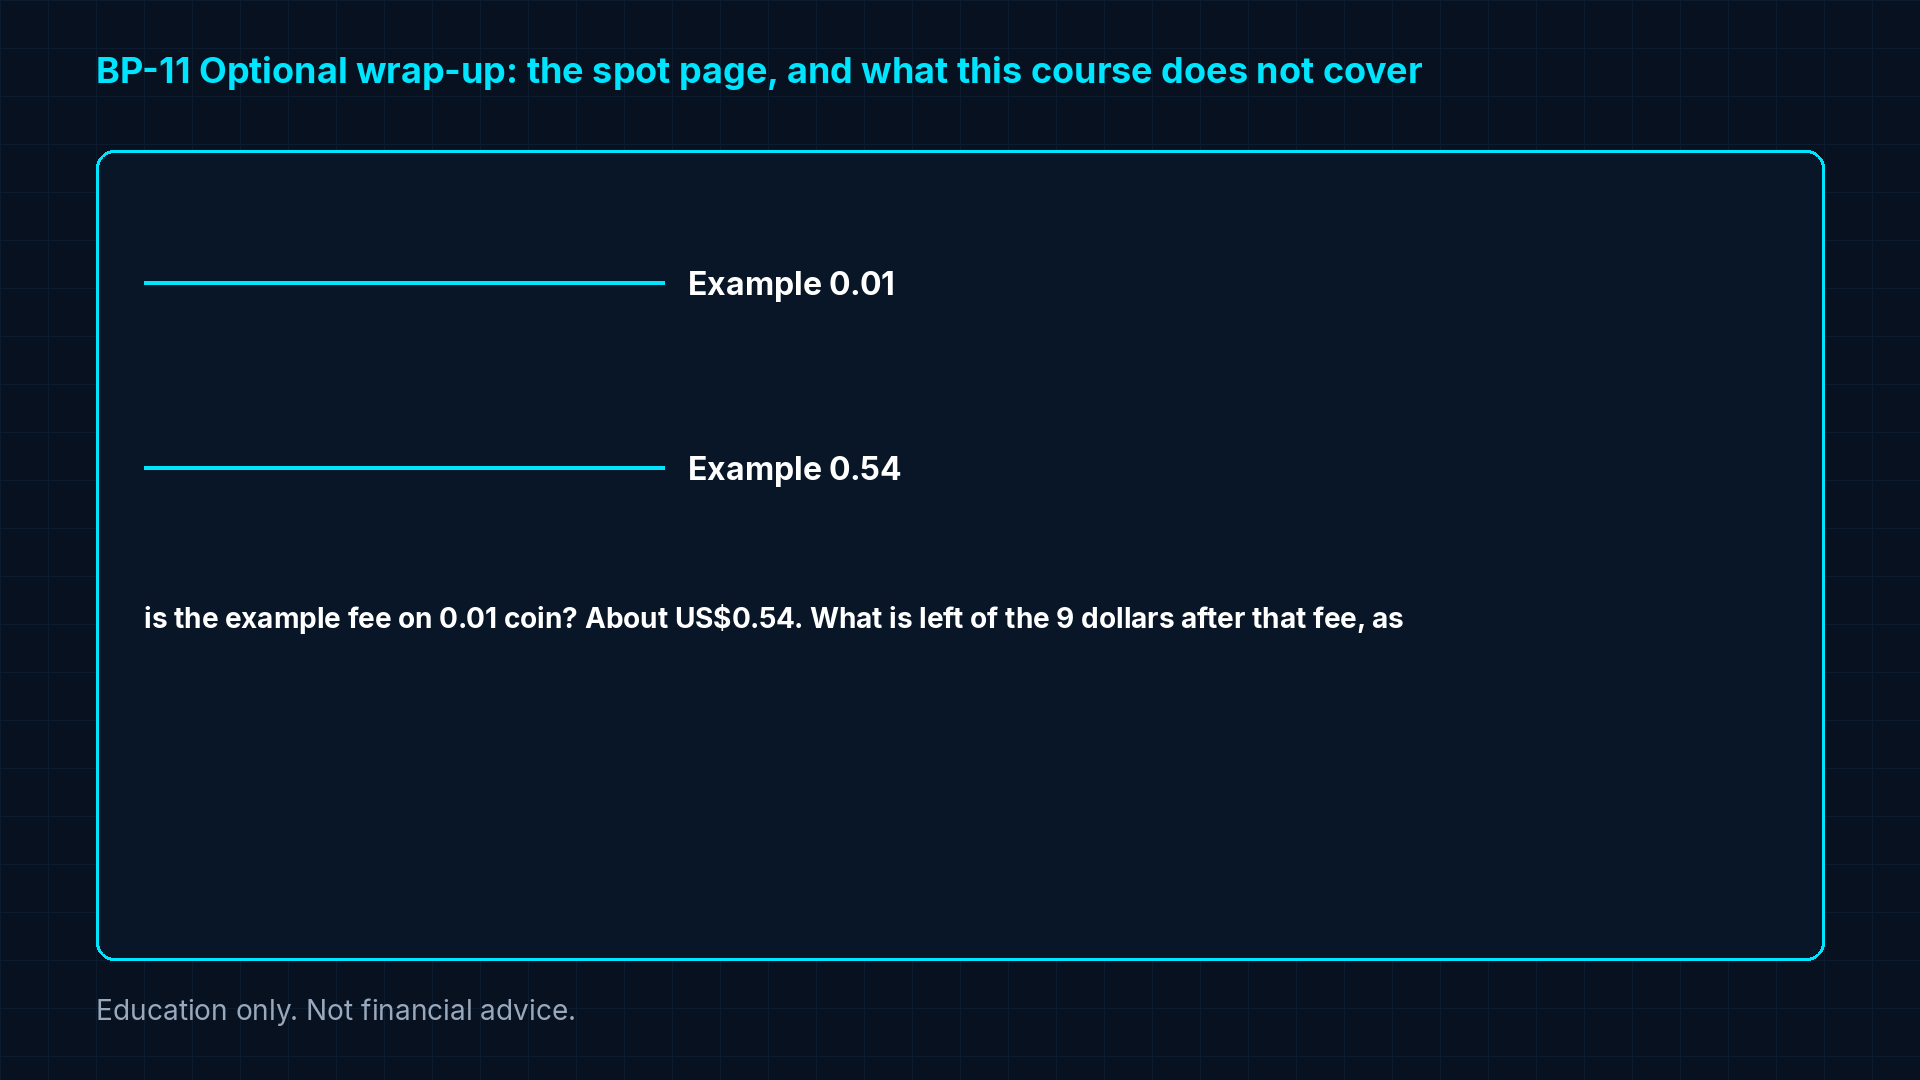 BP-11 Optional wrap-up: the spot page, and what this course does not cover
Example 0.01
Example 0.54
is the example fee on 0.01 coin? About US$0.54. What is left of the 9 dollars after that fee, as
Education only. Not financial advice.